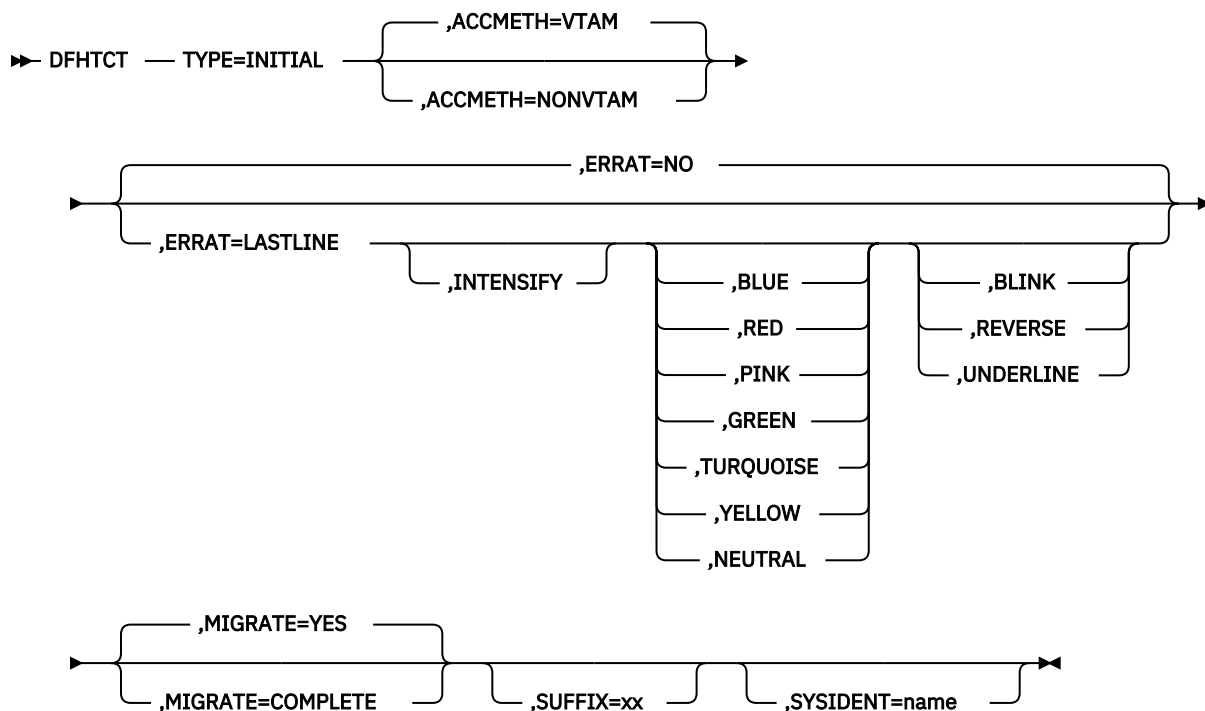 ,ACCMETH=VTAM
DFHTCT TYPE=INITIAL
,ACCMETH=NONVTAM
,ERRAT=NO
,ERRAT=LASTLINE
,INTENSIFY ,BLUE ,BLINK
,RED ,REVERSE
,PINK ,UNDERLINE
,GREEN
,TURQUOISE
,YELLOW
,NEUTRAL
,MIGRATE=YES
,MIGRATE=COMPLETE ,SUFFIX=xx ,SYSIDENT=name